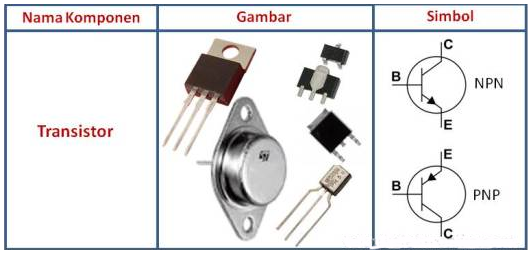 Nama Komponen
Gambar
Simbol
Transistor
C
B
NPN
E
E
B
PNP
C